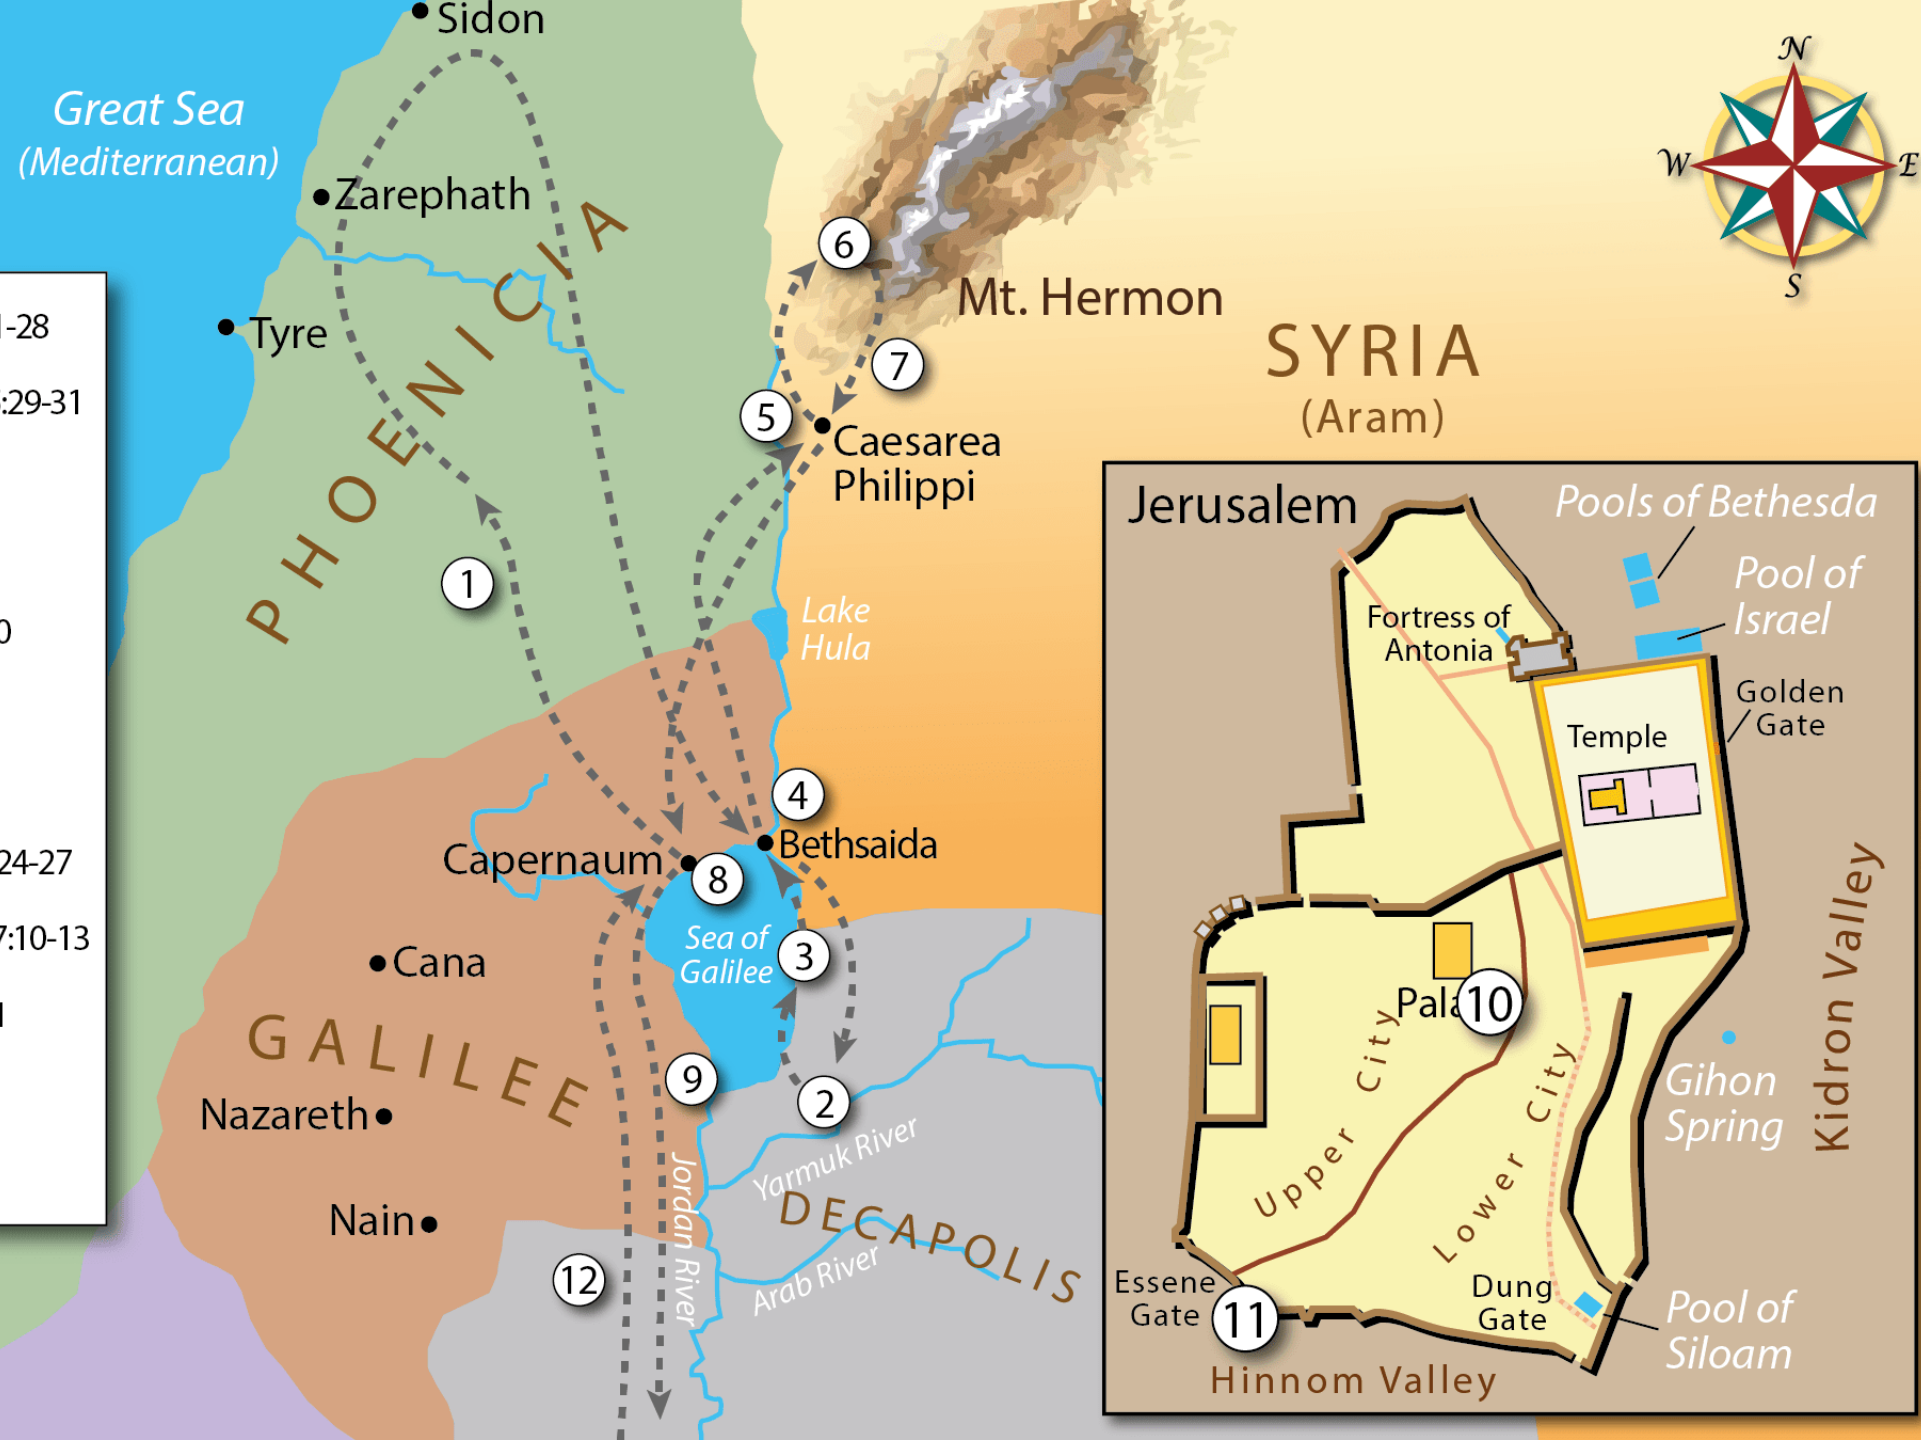 Sidon
Great Sea
(Mediterranean)
Zarephath
PHOENICIA
Tyre
Mt. Hermon
SYRIA
(Aram)
N
W
E
S
-28
:29-31
0
24-27
7:10-13
1
2
3
4
5
6
7
8
9
12
Caesarea
Philippi
Lake
Hula
Bethsaida
Capernaum
Sea of
Galilee
Cana
GALILEE
Nazareth
Nain
Jordan River
Yarmuk River
DECAPOLIS
Arab River
Jerusalem
Pools of Bethesda
Pool of
Israel
Fortress of
Antonia
Golden
Gate
Temple
Kidron Valley
Pala
10
Upper City
Lower City
Gihon
Spring
Essene
Gate
11
Dung
Gate
Pool of
Siloam
Hinnom Valley